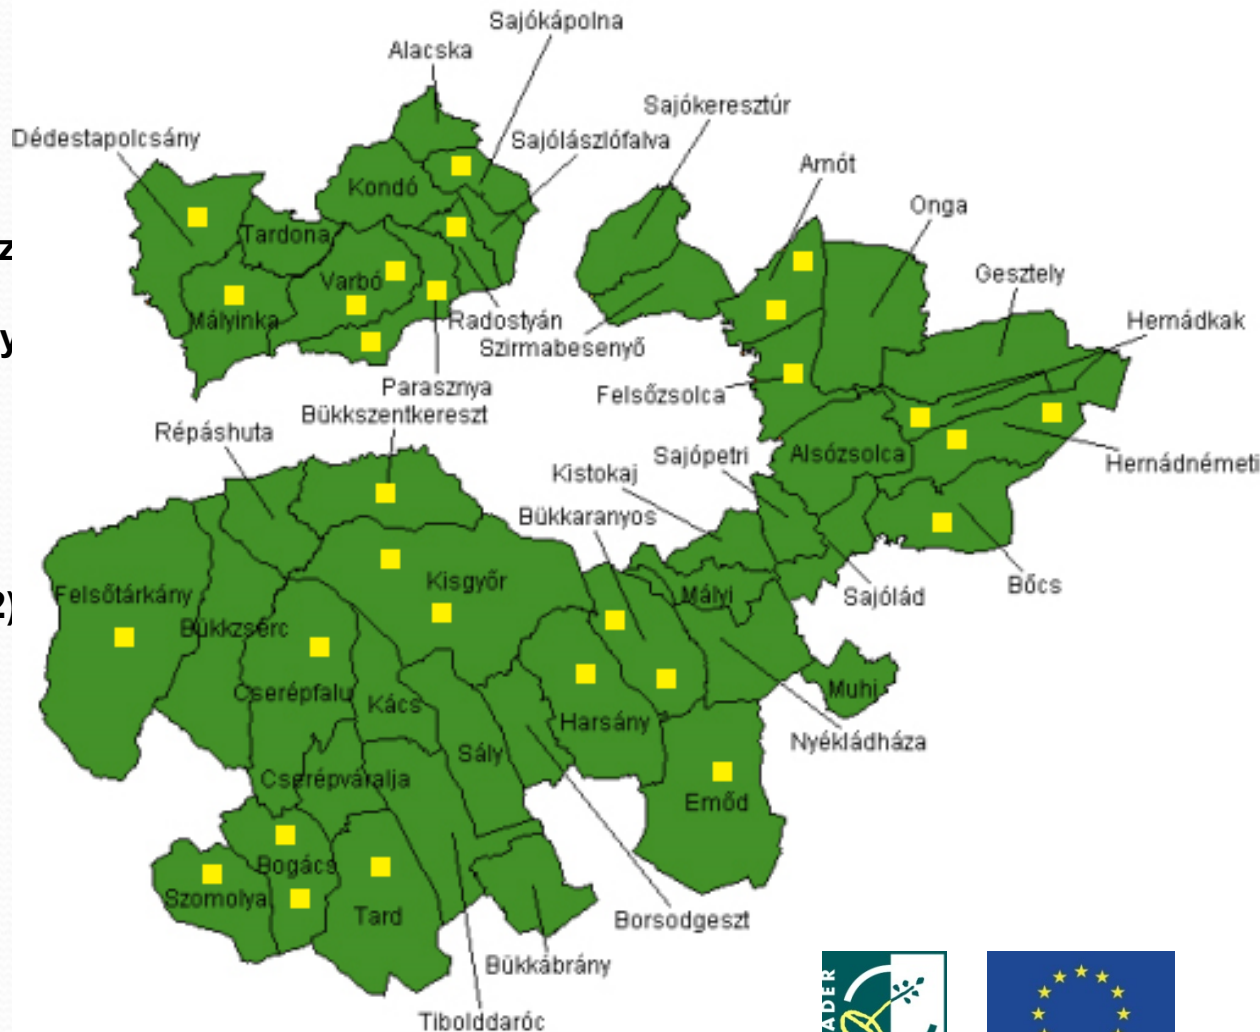 Sajókápolna
Alacska
Sajókeresztúr
Dédestapolcsány
Sajólászlófalva
Arnót
Kondó
Onga
Tardona
z
Gesztely
Varbó
Mályinka
Radostyán
Hernádkak
y
Szirmabesenyő
Parasznya
Felsőzsolca
Bükkszentkereszt
Répáshuta
Sajópetri
Alsózsolca
Hernádnémeti
Kistokaj
Bükkaranyos
Kisgyőr
Bőcs
Felsőtárkány
Mályi
Sajólád
2)
Bükkzsérc
Cserépfalu
Muhi
Kács
Harsány
Nyékládháza
Sály
Cserépváralja
Emőd
Bogács
Szomolya
Tard
Borsodgeszt
Bükkábrány
ADER
Tibolddaróc